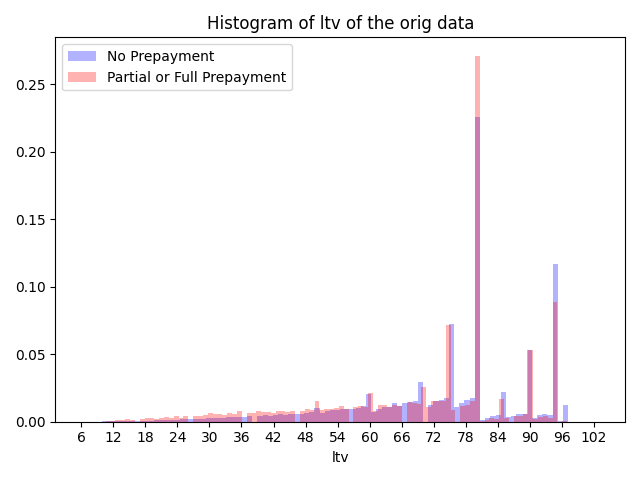 Histogram of ltv of the orig data
No Prepayment
Partial or Full Prepayment
0.25
0.20
0.15
0.10
0.05
0.00
6 12 18 24 30 36 42 48 54 60 66 72 78 84 90 96 102
ltv